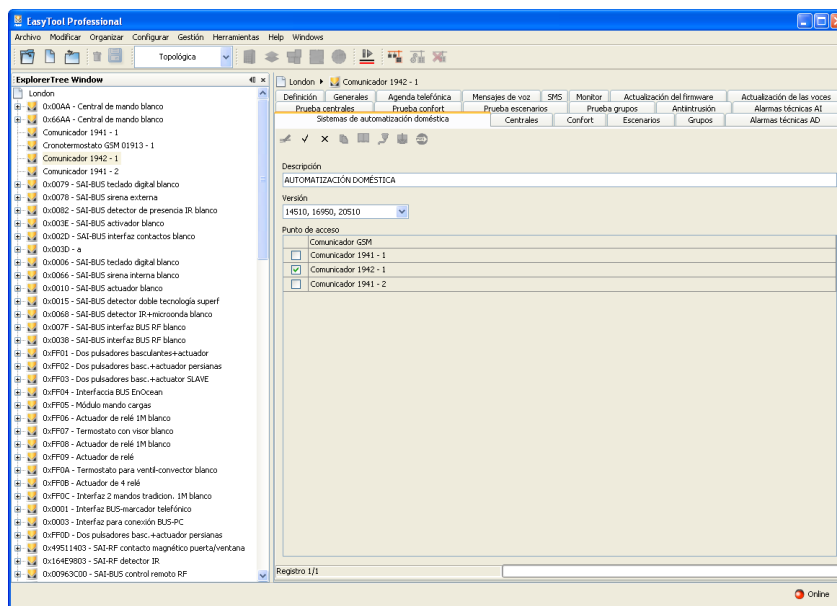 EasyTool Professional
Archivo Modificar Organizar Configurar Gestión Herramientas Help Windows
Topológica
ExplorerTree Window
London
0x00AA - Central de mando blanco
0x66AA - Central de mando blanco
Comunicador 1941 - 1
Cronotermostato GSM 01913 - 1
Comunicador 1942 - 1
Comunicador 1941 - 2
0x0079 - SAI-BUS teclado digital blanco
0x0078 - SAI-BUS sirena externa
0x0082 - SAI-BUS detector de presencia IR blanco
0x003E - SAI-BUS activador blanco
0x002D - SAI-BUS interfaz contactos blanco
0x003D - a
0x0006 - SAI-BUS teclado digital blanco
0x0066 - SAI-BUS sirena interna blanco
0x0010 - SAI-BUS actuador blanco
0x0015 - SAI-BUS detector doble tecnología superf
0x0068 - SAI-BUS detector IR+microonda blanco
0x007F - SAI-BUS interfaz BUS RF blanco
0x0038 - SAI-BUS interfaz BUS RF blanco
0xFF01 - Dos pulsadores basculantes+actuador
0xFF02 - Dos pulsadores basc.+actuador persianas
0xFF03 - Dos pulsadores basc.+actuator SLAVE
0xFF04 - Interfaccia BUS EnOcean
0xFF05 - Módulo mando cargas
0xFF06 - Actuador de relé 1M blanco
0xFF07 - Termostato con visor blanco
0xFF08 - Actuador de relé 1M blanco
0xFF09 - Actuador de relé
0xFF0A - Termostato para ventil-convector blanco
0xFF0B - Actuador de 4 relé
0xFF0C - Interfaz 2 mandos tradicion. 1M blanco
0x0001 - Interfaz BUS-marcador telefónico
0x0003 - Interfaz para conexión BUS-PC
0xFF0D - Dos pulsadores basc.+actuador persianas
0x49511403 - SAI-RF contacto magnético puerta/ventana
0x164E9803 - SAI-RF detector IR
0x00963C00 - SAI-BUS control remoto RF
London Comunicador 1942 - 1
Definición Generales Agenda telefónica Mensajes de voz SMS Monitor Actualización del firmware Actualización de las voces
Prueba centrales Prueba confort Prueba escenarios Prueba grupos Antiintrusión Alarmas técnicas AI
Sistemas de automatización doméstica Centrales Confort Escenarios Grupos Alarmas técnicas AD
Descripción
AUTOMATIZACIÓN DOMÉSTICA
Versión
14510, 16950, 20510
Punto de acceso
Comunicador GSM
Comunicador 1941 - 1
Comunicador 1942 - 1
Comunicador 1941 - 2
Registro 1/1
Online